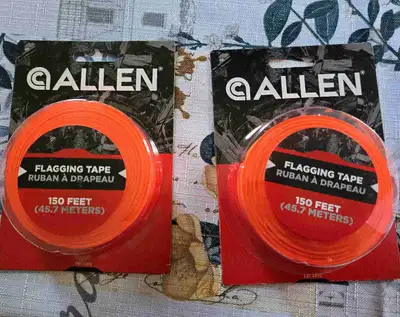 ALLEN
FLAGGING TAPE
RUBAN À DRAPEAU
150 FEET
(45.7 METERS)
ALLEN
FLAGGING TAPE
RUBAN À DRAPEAU
150 FEET
(45.7 METERS)